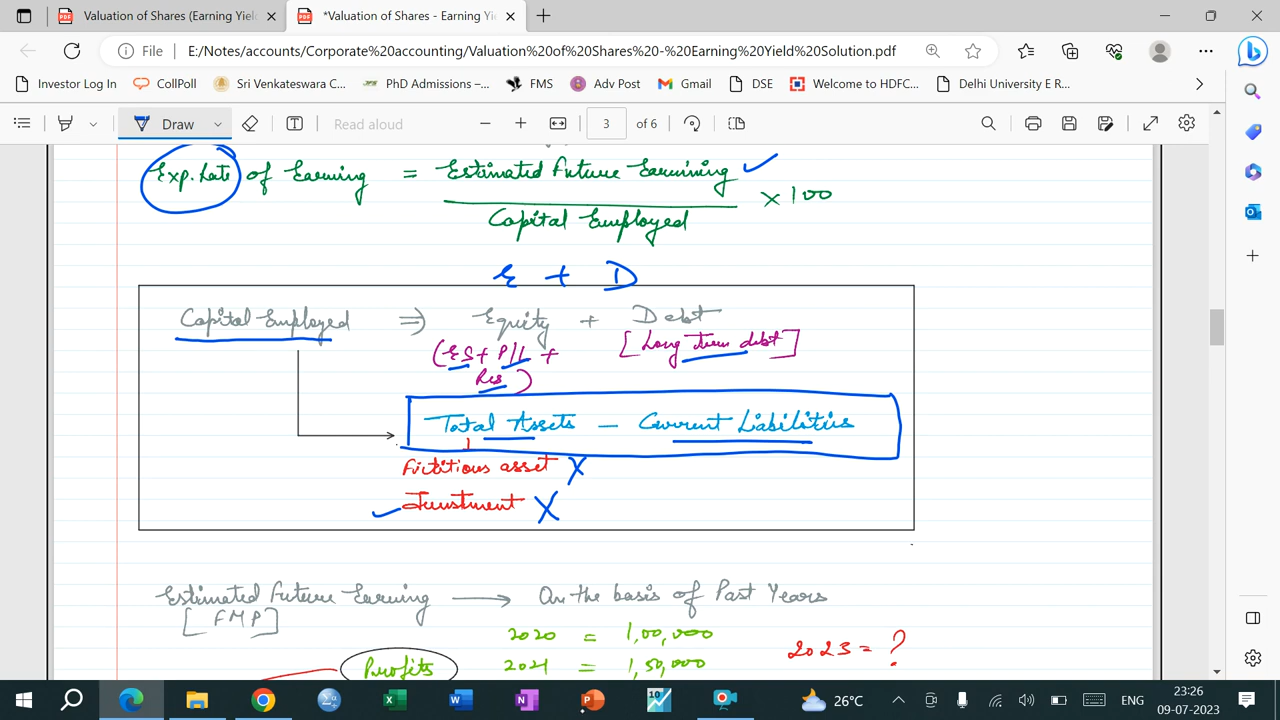 Valuation of Shares (Earning Yiel
*Valuation of Shares - Earning Yi
File E:/Notes/accounts/Corporate%20accounting/Valuation%20of%20Shares%20-%20Earning%20Yield%20Solution.pdf
Investor Log In CollPoll Sri Venkateswara C... PhD Admissions –... FMS Adv Post Gmail DSE Welcome to HDFC... Delhi University E R...
Draw Read aloud 3 of 6
Exp. Rate of Earning = Estimated Future Earnining × 100
Capital Employed
E + D
Capital Employed ⇒ Equity + Debt
(ES + P/L + [Long term debt]
Res)
Total Assets – Current Liabilities
Fictitious asset X
Investment X
Estimated Future Earning → On the basis of Past Years
[FMP]
2020 = 1,00,000
2023 = ?
Profits 2021 = 1,50,000
26°C ENG 23:26
09-07-2023